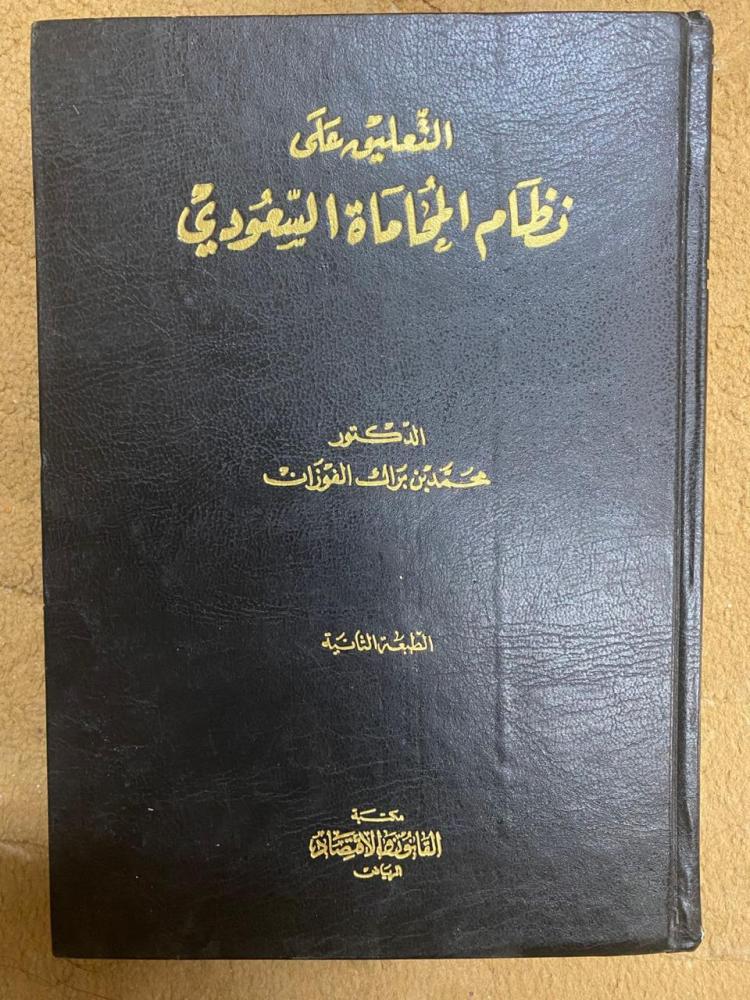 التعليق على
نظام المحاماة السعودي
الدكتور
محمد بن براك الفوزان
الطبعة الثانية
مكتبة
القانون والاقتصاد
الرياض